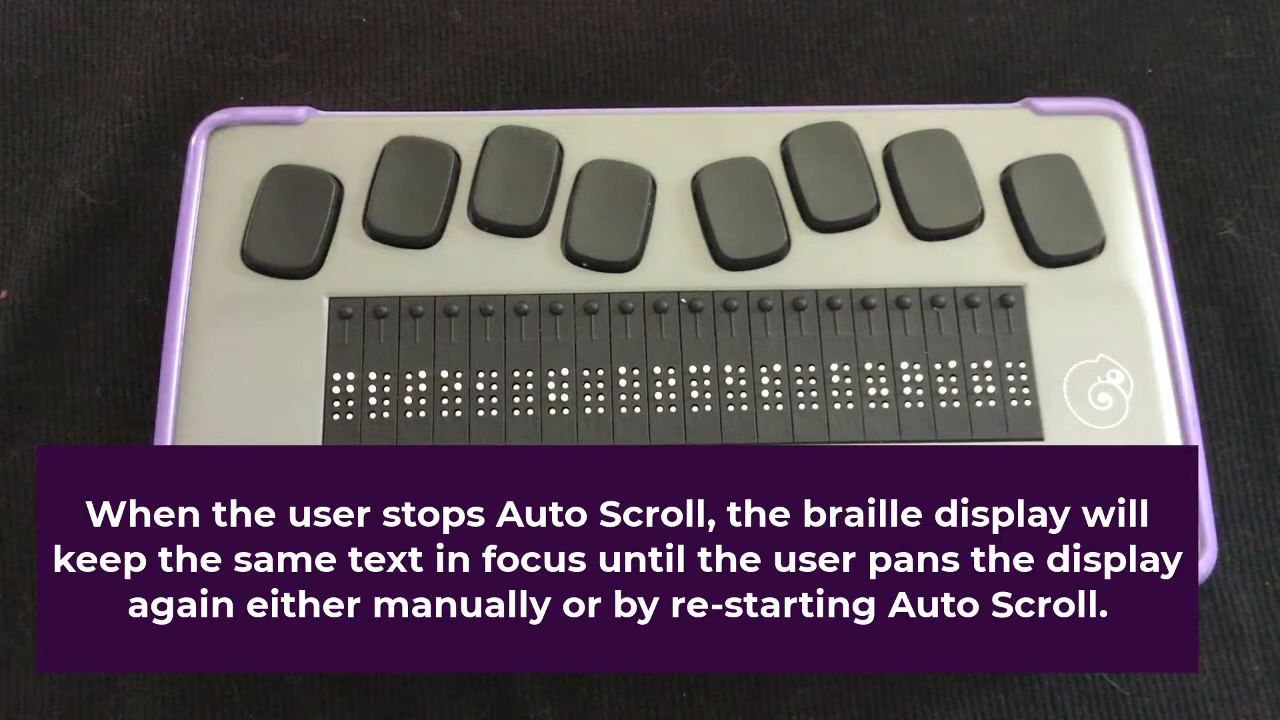 When the user stops Auto Scroll, the braille display will
keep the same text in focus until the user pans the display
again either manually or by re-starting Auto Scroll.